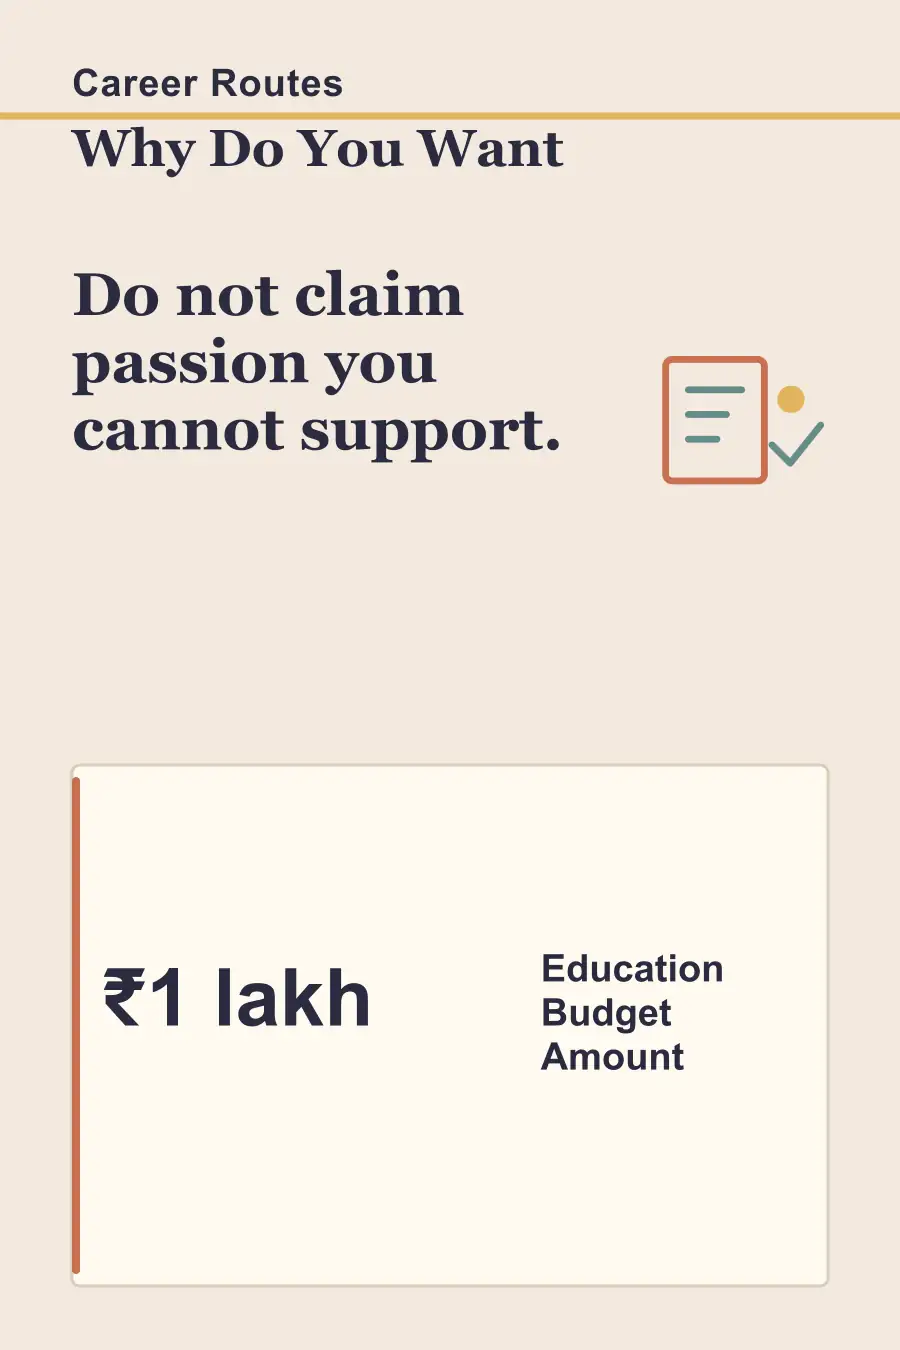 Career Routes
Why Do You Want
Do not claim
passion you
cannot support.
₹1 lakh
Education
Budget
Amount